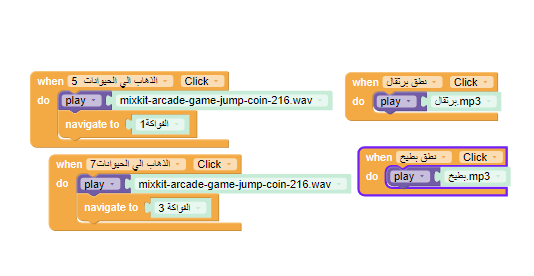 when الذهاب الي الحيوانات 5 Click
do play mixkit-arcade-game-jump-coin-216.wav
navigate to الفواكة1
when الذهاب الي الحيوانات7 Click
do play mixkit-arcade-game-jump-coin-216.wav
navigate to الفواكة 3
when نطق برتقال Click
do play برتقال.mp3
when نطق بطيخ Click
do play بطيخ.mp3